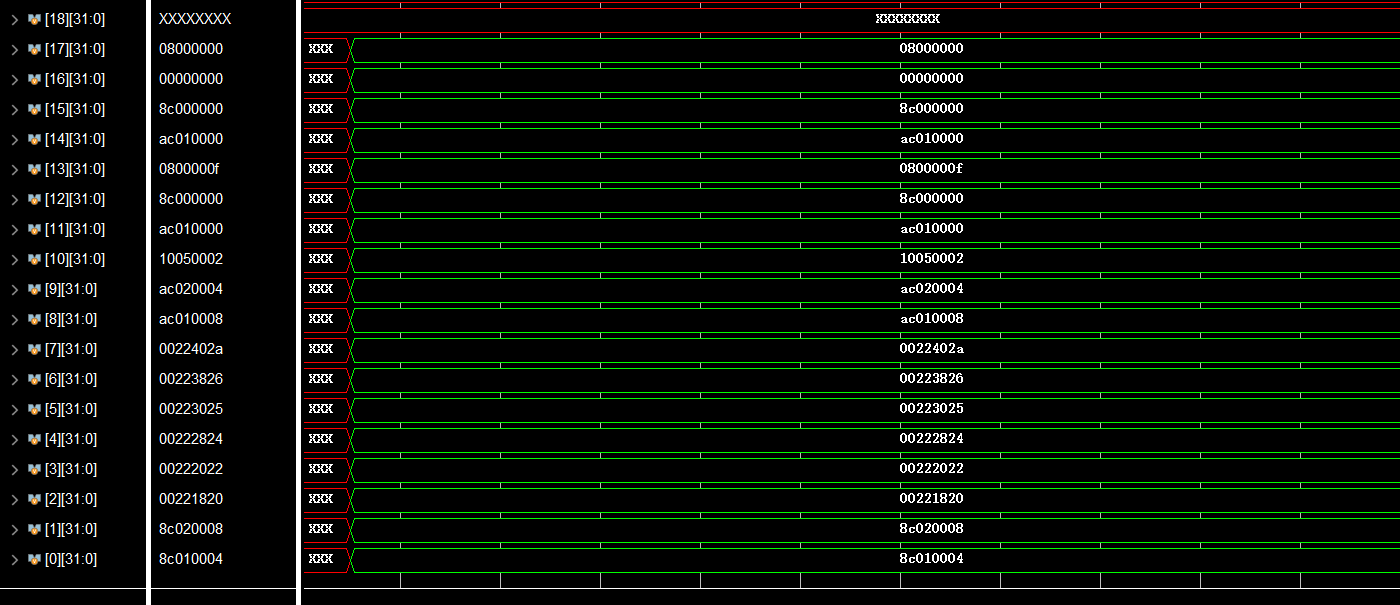 [18][31:0] XXXXXXXX XXXXXXXX
[17][31:0] 08000000 XXX 08000000
[16][31:0] 00000000 XXX 00000000
[15][31:0] 8c000000 XXX 8c000000
[14][31:0] ac010000 XXX ac010000
[13][31:0] 0800000f XXX 0800000f
[12][31:0] 8c000000 XXX 8c000000
[11][31:0] ac010000 XXX ac010000
[10][31:0] 10050002 XXX 10050002
[9][31:0] ac020004 XXX ac020004
[8][31:0] ac010008 XXX ac010008
[7][31:0] 0022402a XXX 0022402a
[6][31:0] 00223826 XXX 00223826
[5][31:0] 00223025 XXX 00223025
[4][31:0] 00222824 XXX 00222824
[3][31:0] 00222022 XXX 00222022
[2][31:0] 00221820 XXX 00221820
[1][31:0] 8c020008 XXX 8c020008
[0][31:0] 8c010004 XXX 8c010004